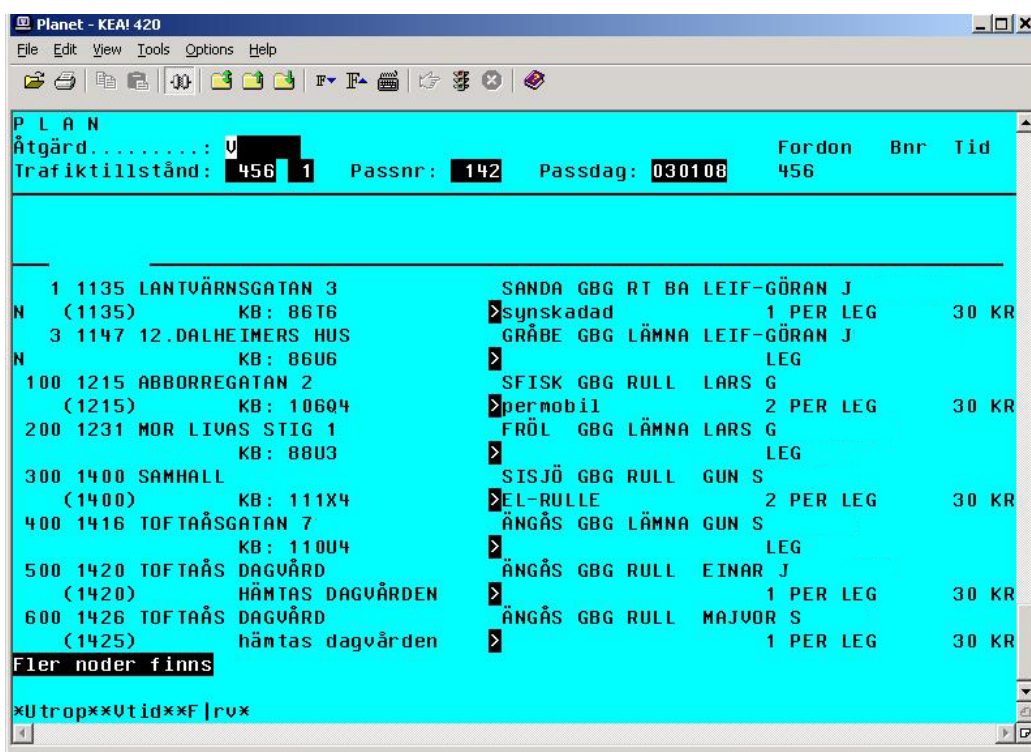 Planet - KEA! 420
File Edit View Tools Options Help
P L A N
Åtgärd.........: V Fordon Bnr Tid
Trafiktillstånd: 456 1 Passnr: 142 Passdag: 030108 456
1 1135 LANTVÄRNSGATAN 3 SANDA GBG RT BA LEIF-GÖRAN J
N (1135) KB: 86T6 >synskadad 1 PER LEG 30 KR
3 1147 12.DALHEIMERS HUS GRÅBE GBG LÄMNA LEIF-GÖRAN J
N KB: 86U6 > LEG
100 1215 ABBORREGATAN 2 SFISK GBG RULL LARS G
(1215) KB: 106Q4 >permobil 2 PER LEG 30 KR
200 1231 MOR LIVAS STIG 1 FRÖL GBG LÄMNA LARS G
KB: 88U3 > LEG
300 1400 SAMHALL SISJÖ GBG RULL GUN S
(1400) KB: 111X4 >EL-RULLE 2 PER LEG 30 KR
400 1416 TOFTAÅSGATAN 7 ÄNGÅS GBG LÄMNA GUN S
KB: 110U4 > LEG
500 1420 TOFTAÅS DAGVÅRD ÄNGÅS GBG RULL EINAR J
(1420) HÄMTAS DAGVÅRDEN > 1 PER LEG 30 KR
600 1426 TOFTAÅS DAGVÅRD ÄNGÅS GBG RULL MAJVOR S
(1425) hämtas dagvården > 1 PER LEG 30 KR
Fler noder finns
*Utrop**Vtid**F|rv*